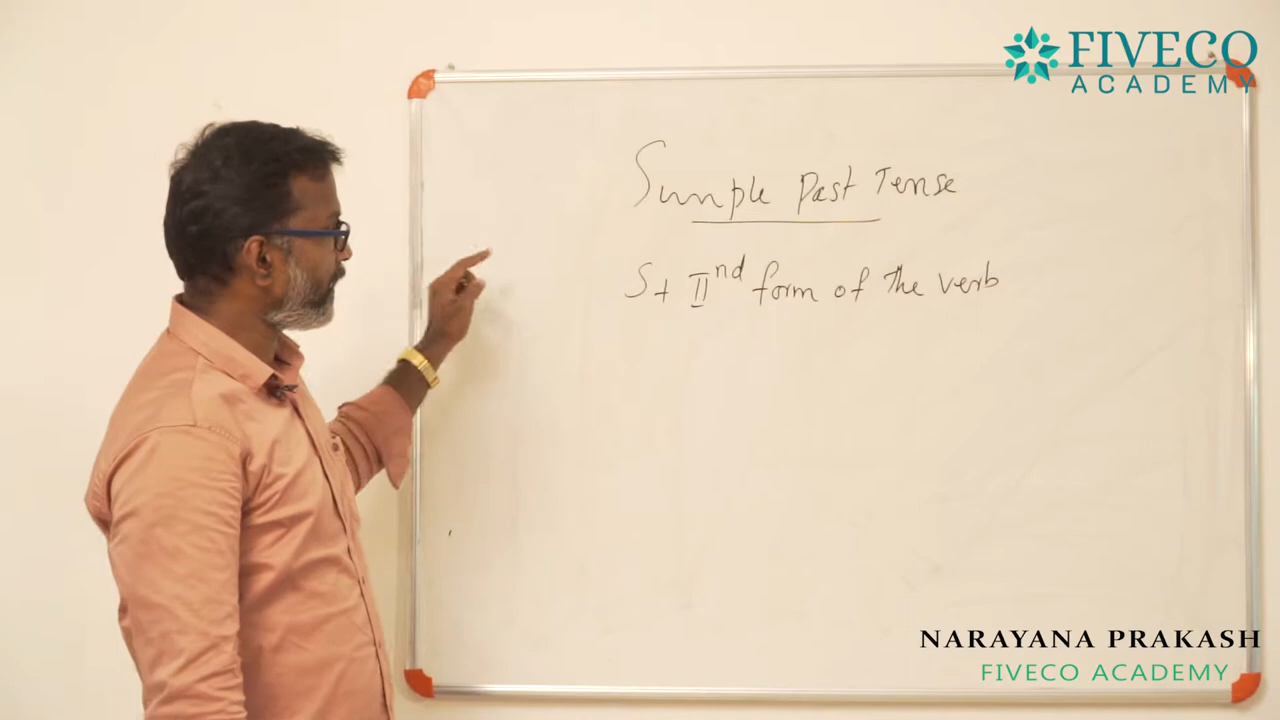 FIVECO
ACADEMY
Simple Past Tense
S + IInd form of the verb
NARAYANA PRAKASH
FIVECO ACADEMY